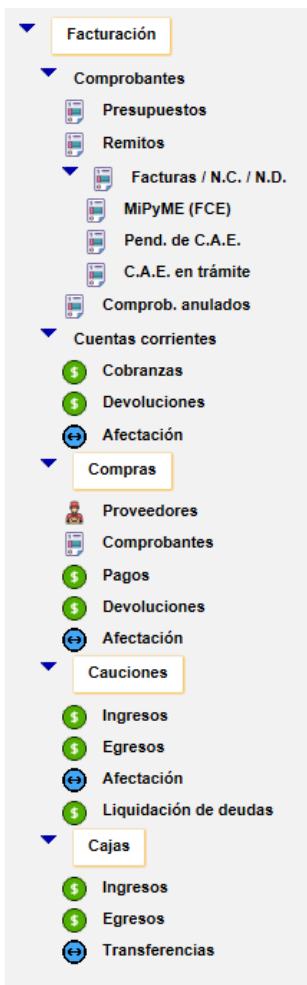 Facturación
Comprobantes
Presupuestos
Remitos
Facturas / N.C. / N.D.
MiPyME (FCE)
Pend. de C.A.E.
C.A.E. en trámite
Comprob. anulados
Cuentas corrientes
Cobranzas
Devoluciones
Afectación
Compras
Proveedores
Comprobantes
Pagos
Devoluciones
Afectación
Cauciones
Ingresos
Egresos
Afectación
Liquidación de deudas
Cajas
Ingresos
Egresos
Transferencias